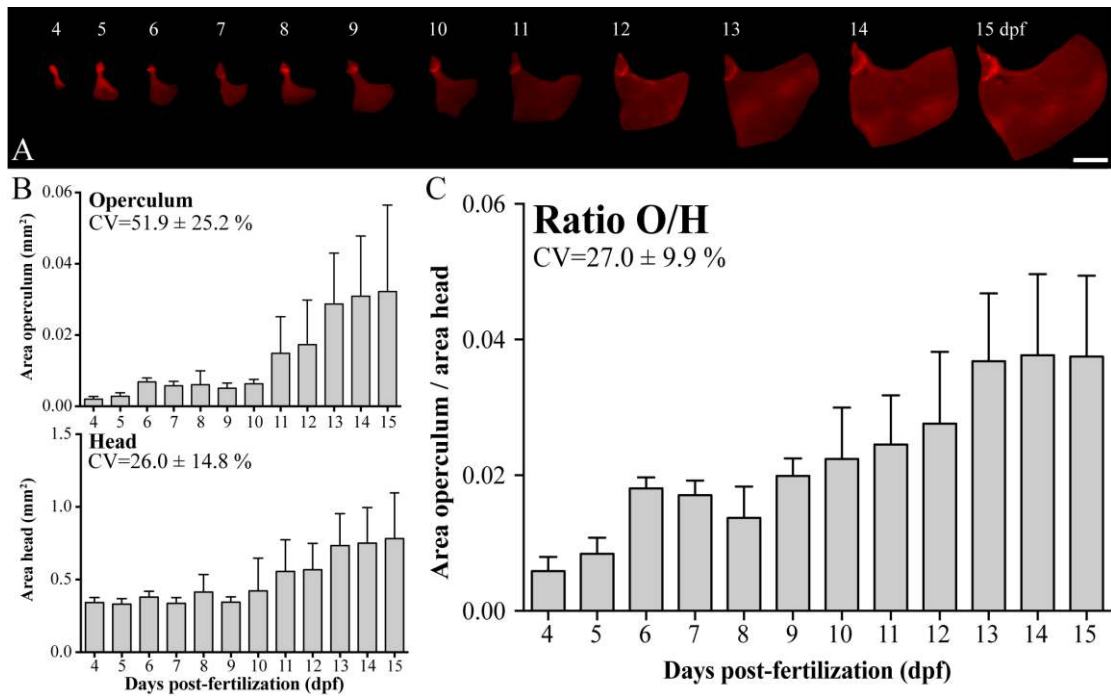 4 5 6 7 8 9 10 11 12 13 14 15 dpf
A
B
Operculum
CV=51.9 ± 25.2 %
Area operculum (mm²)
0.06
0.04
0.02
0.00
4 5 6 7 8 9 10 11 12 13 14 15
Head
CV=26.0 ± 14.8 %
Area head (mm²)
1.5
1.0
0.5
0.0
4 5 6 7 8 9 10 11 12 13 14 15
Days post-fertilization (dpf)
C
Ratio O/H
CV=27.0 ± 9.9 %
Area operculum / area head
0.06
0.04
0.02
0.00
4 5 6 7 8 9 10 11 12 13 14 15
Days post-fertilization (dpf)